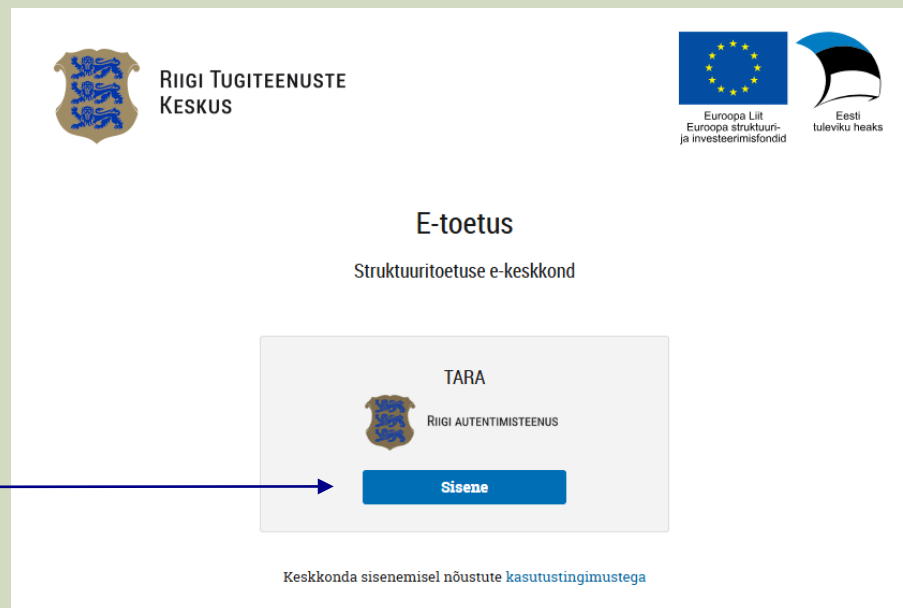 RIIGI TUGITEENUSTE
KESKUS
Euroopa Liit
Euroopa struktuuri-
ja investeerimisfondid
Eesti
tuleviku heaks
E-toetus
Struktuuritoetuse e-keskkond
TARA
RIIGI AUTENTIMISTEENUS
Sisene
Keskkonda sisenemisel nõustute kasutustingimustega